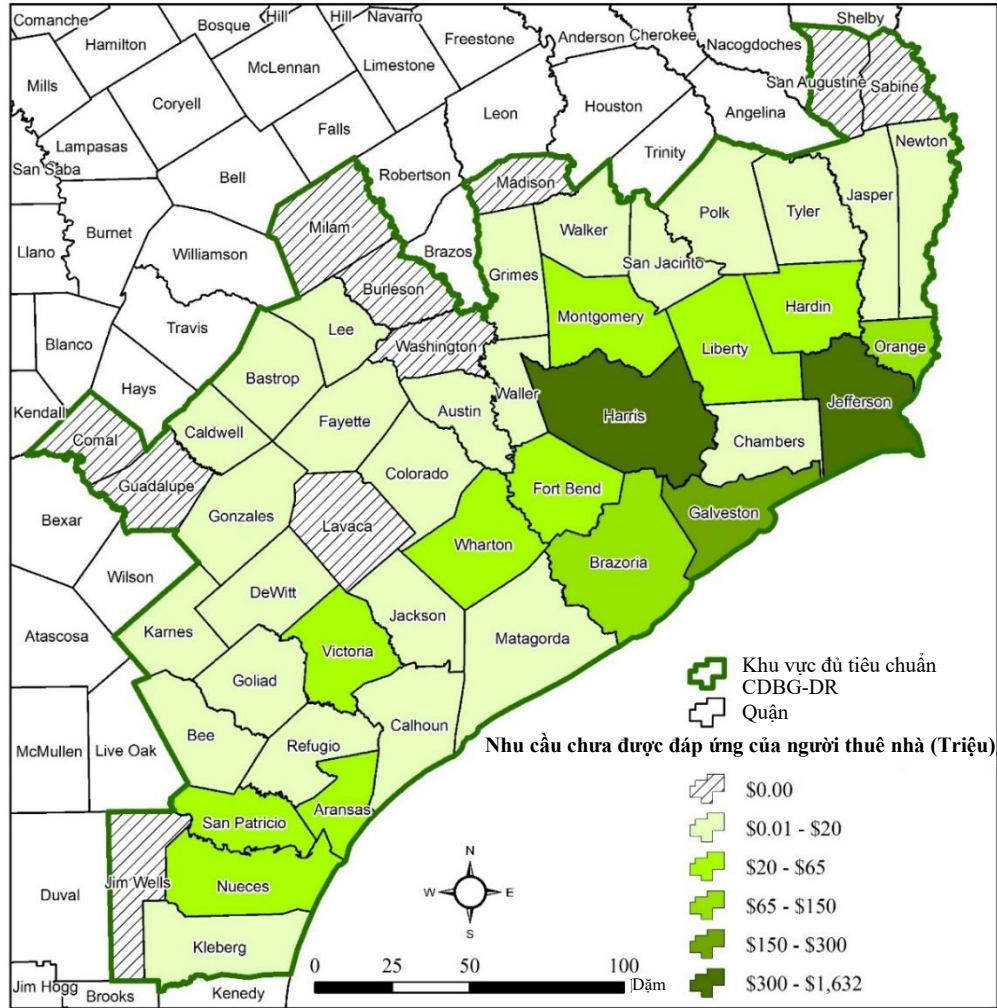 Comanche
Bosque
Hill
Hill
Navarro
Freestone
Anderson
Cherokee
Nacogdoches
Shelby
Hamilton
McLennan
Limestone
San Augustine
Sabine
Mills
Coryell
Leon
Houston
Angelina
Falls
Lampasas
San Saba
Trinity
Newton
Bell
Robertson
Madison
Jasper
Burnet
Milam
Walker
Polk
Tyler
Llano
Williamson
Brazos
Grimes
San Jacinto
Burleson
Montgomery
Hardin
Travis
Lee
Washington
Liberty
Orange
Blanco
Bastrop
Hays
Waller
Jefferson
Kendall
Fayette
Austin
Harris
Caldwell
Chambers
Comal
Colorado
Guadalupe
Fort Bend
Bexar
Gonzales
Lavaca
Galveston
Wharton
Brazoria
Wilson
DeWitt
Jackson
Atascosa
Karnes
Matagorda
Victoria
Goliad
Calhoun
Bee
Refugio
McMullen
Live Oak
Aransas
San Patricio
Jim Wells
Nueces
Duval
Kleberg
Jim Hogg
Brooks
Kenedy
Khu vực đủ tiêu chuẩn
CDBG-DR
Quận
Nhu cầu chưa được đáp ứng của người thuê nhà (Triệu)
$0.00
$0.01 - $20
$20 - $65
$65 - $150
$150 - $300
$300 - $1,632
N
W E
S
0 25 50 100
Dặm